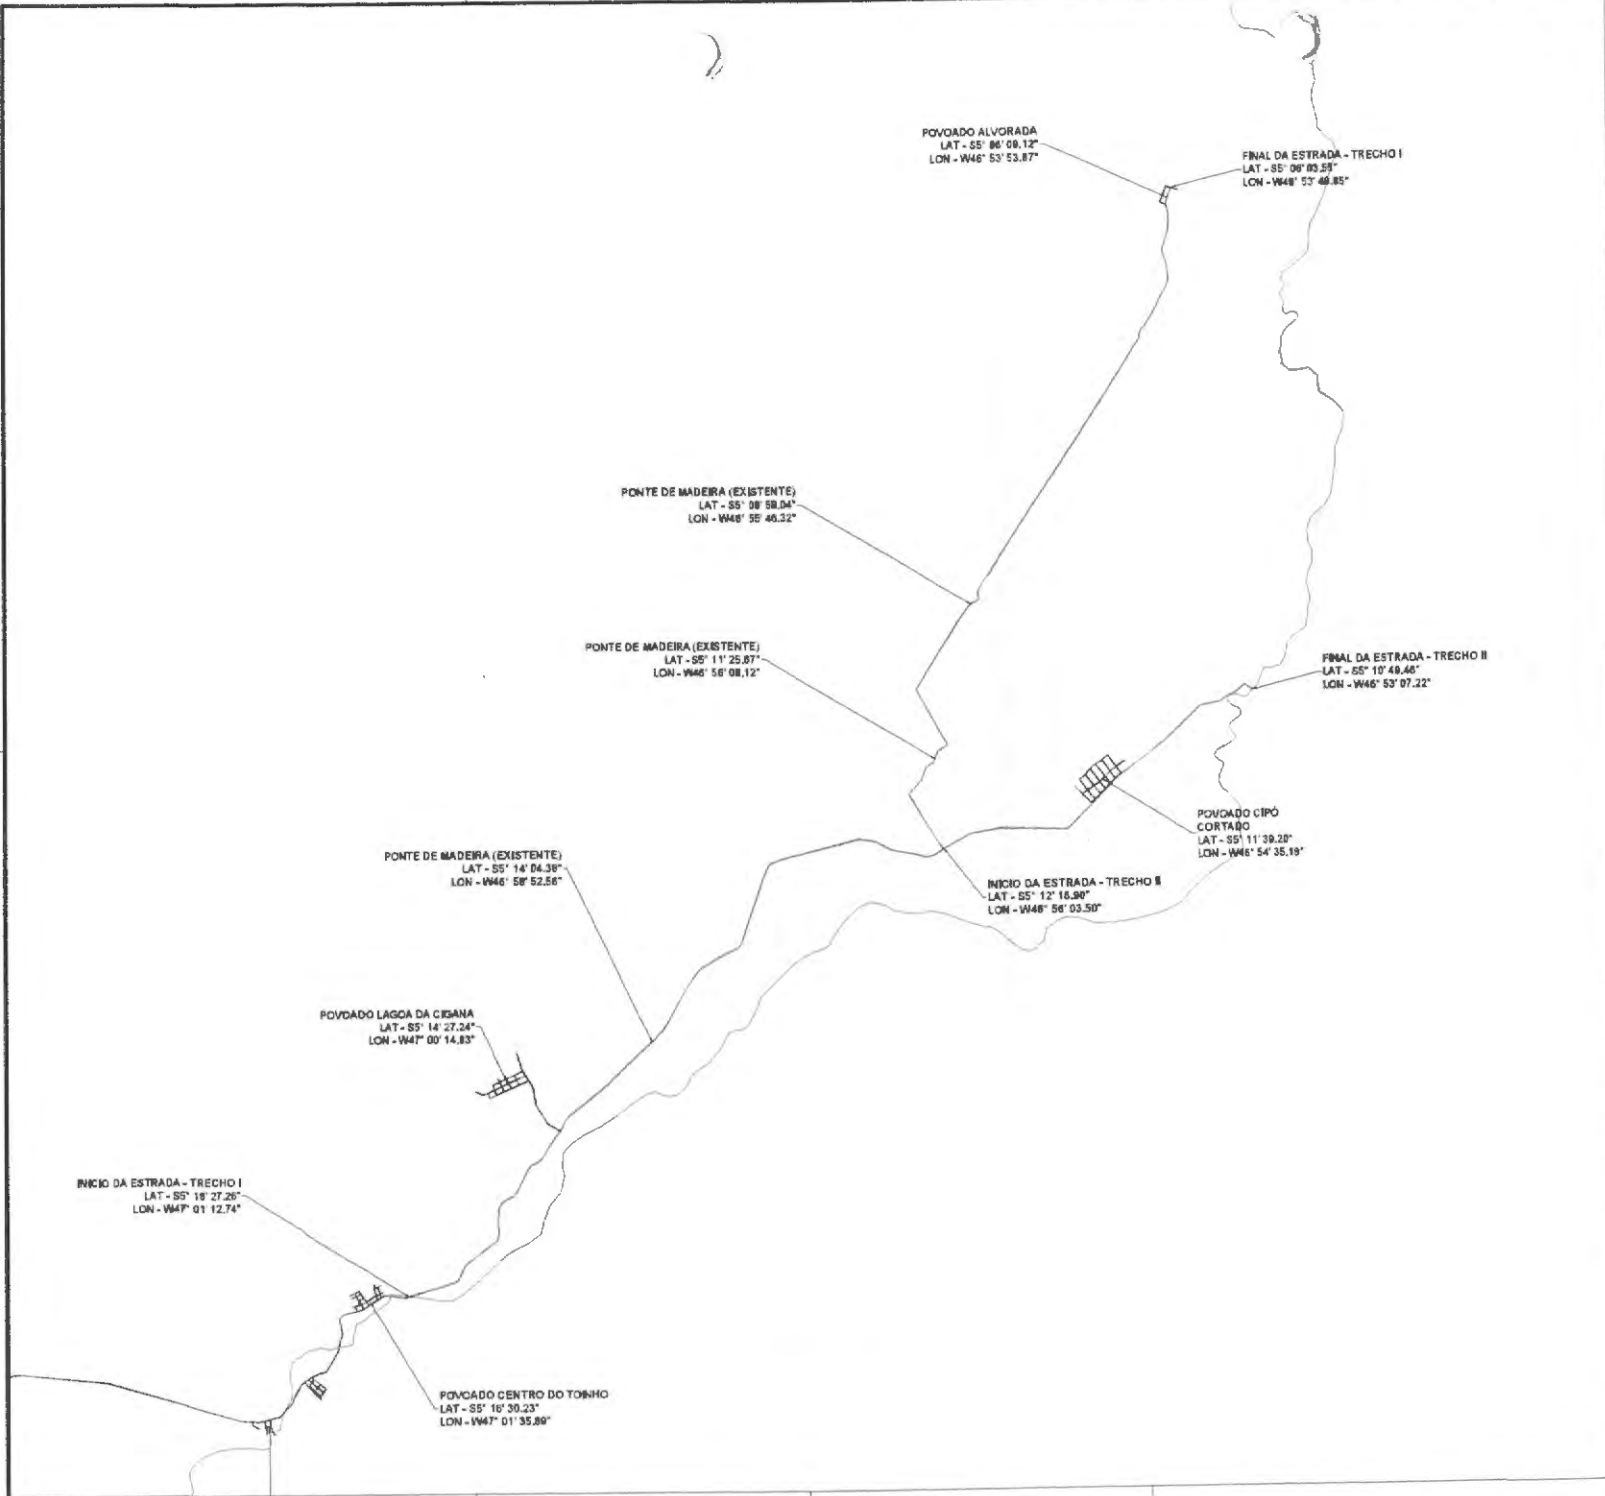 POVOADO ALVORADA
LAT - S5° 06' 09.12"
LON - W46° 53' 53.87"
FINAL DA ESTRADA - TRECHO I
LAT - S5° 06' 03.55"
LON - W46° 53' 49.85"
PONTE DE MADEIRA (EXISTENTE)
LAT - S5° 09' 59.04"
LON - W46° 55' 46.32"
PONTE DE MADEIRA (EXISTENTE)
LAT - S5° 11' 25.67"
LON - W46° 56' 08.12"
FINAL DA ESTRADA - TRECHO II
LAT - S5° 10' 49.46"
LON - W46° 53' 07.22"
POVOADO CIPÓ
CORTADO
LAT - S5° 11' 39.20"
LON - W46° 54' 35.19"
PONTE DE MADEIRA (EXISTENTE)
LAT - S5° 14' 04.39"
LON - W46° 58' 52.56"
INICIO DA ESTRADA - TRECHO II
LAT - S5° 12' 16.90"
LON - W46° 56' 03.50"
POVOADO LAGOA DA CIGANA
LAT - S5° 14' 27.24"
LON - W47° 00' 14.83"
INICIO DA ESTRADA - TRECHO I
LAT - S5° 16' 27.26"
LON - W47° 01' 12.74"
POVOADO CENTRO DO TOINHO
LAT - S5° 16' 30.23"
LON - W47° 01' 35.89"